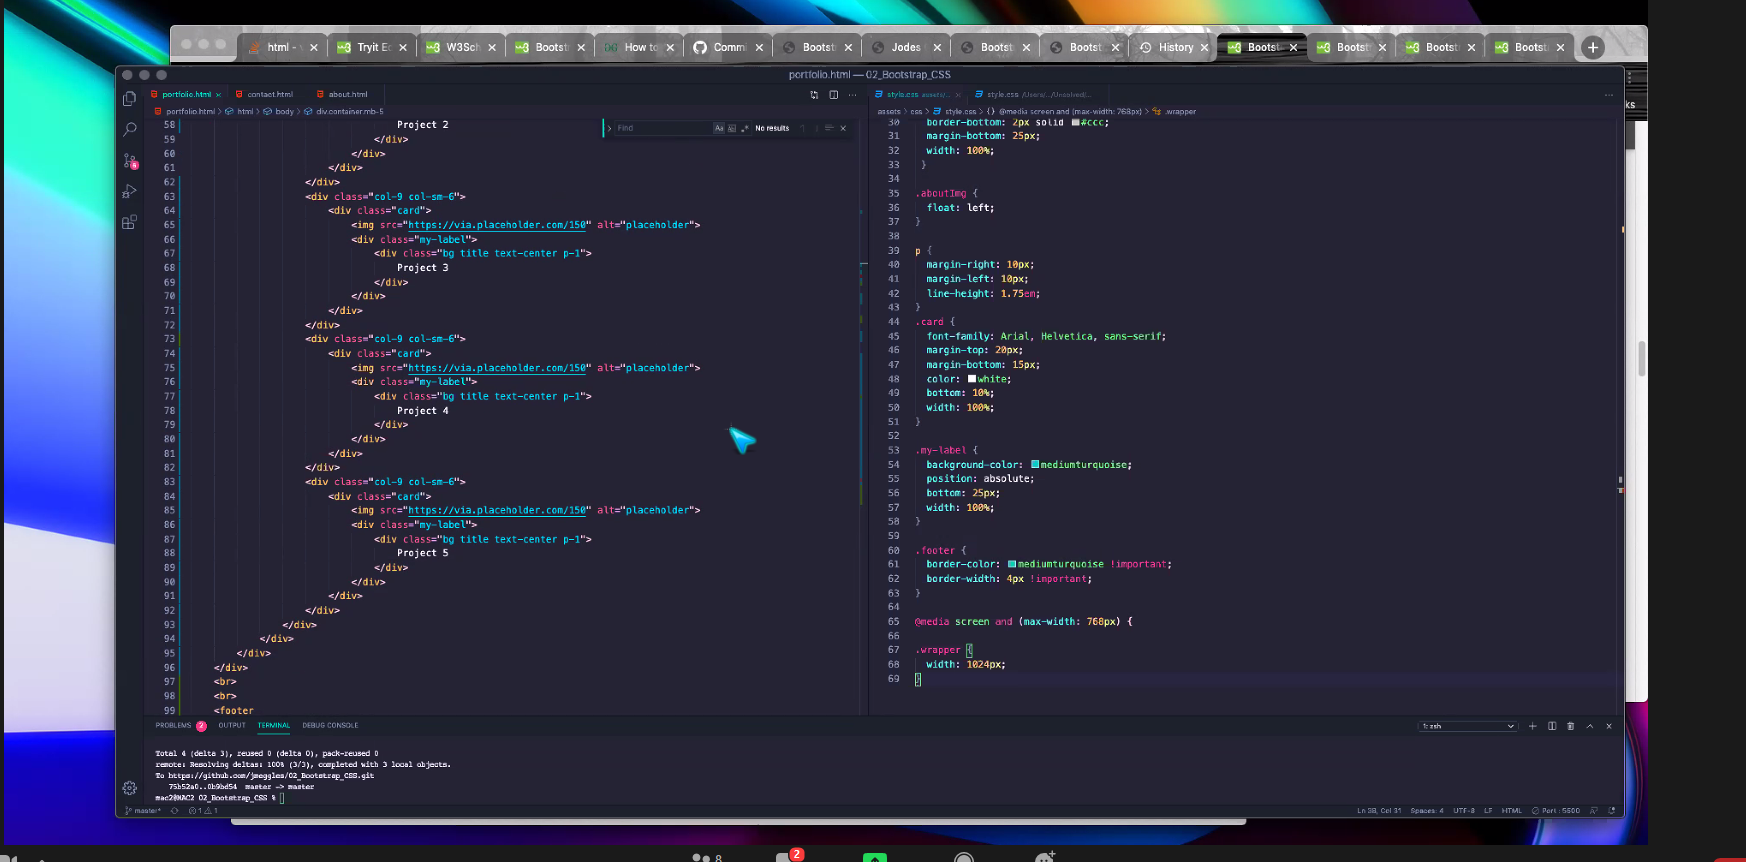 html -
Tryit Ec
W3Sch
Bootst
How to
Commi
Bootst
Jodes
Bootst
Bootst
History
Bootst
Bootst
Bootst
Bootst
portfolio.html — 02_Bootstrap_CSS
portfolio.html
contact.html
about.html
portfolio.html > html > body > div.container.mb-5
Find
Aa
No results
58 Project 2
59 </div>
60 </div>
61 </div>
62 </div>
63 <div class="col-9 col-sm-6">
64 <div class="card">
65 <img src="https://via.placeholder.com/150" alt="placeholder">
66 <div class="my-label">
67 <div class="bg title text-center p-1">
68 Project 3
69 </div>
70 </div>
71 </div>
72 </div>
73 <div class="col-9 col-sm-6">
74 <div class="card">
75 <img src="https://via.placeholder.com/150" alt="placeholder">
76 <div class="my-label">
77 <div class="bg title text-center p-1">
78 Project 4
79 </div>
80 </div>
81 </div>
82 </div>
83 <div class="col-9 col-sm-6">
84 <div class="card">
85 <img src="https://via.placeholder.com/150" alt="placeholder">
86 <div class="my-label">
87 <div class="bg title text-center p-1">
88 Project 5
89 </div>
90 </div>
91 </div>
92 </div>
93 </div>
94 </div>
95 </div>
96 </div>
97 <br>
98 <br>
99 <footer
style.css assets/...
style.css /Users/.../Unsolved/...
assets > css > style.css > {} @media screen and (max-width: 768px) > .wrapper
30 border-bottom: 2px solid #ccc;
31 margin-bottom: 25px;
32 width: 100%;
33 }
34
35 .aboutImg {
36 float: left;
37 }
38
39 p {
40 margin-right: 10px;
41 margin-left: 10px;
42 line-height: 1.75em;
43 }
44 .card {
45 font-family: Arial, Helvetica, sans-serif;
46 margin-top: 20px;
47 margin-bottom: 15px;
48 color: white;
49 bottom: 10%;
50 width: 100%;
51 }
52
53 .my-label {
54 background-color: mediumturquoise;
55 position: absolute;
56 bottom: 25px;
57 width: 100%;
58 }
59
60 .footer {
61 border-color: mediumturquoise !important;
62 border-width: 4px !important;
63 }
64
65 @media screen and (max-width: 768px) {
66
67 .wrapper {
68 width: 1024px;
69 }
ks
PROBLEMS 2
OUTPUT
TERMINAL
DEBUG CONSOLE
1: zsh
Total 4 (delta 3), reused 0 (delta 0), pack-reused 0
remote: Resolving deltas: 100% (3/3), completed with 3 local objects.
To https://github.com/jmeggles/02_Bootstrap_CSS.git
75b52a0..0b9bd54 master -> master
mac2@MAC2 02_Bootstrap_CSS %
master*
1 1
Ln 38, Col 31
Spaces: 4
UTF-8
LF
HTML
Port : 5500
8
2